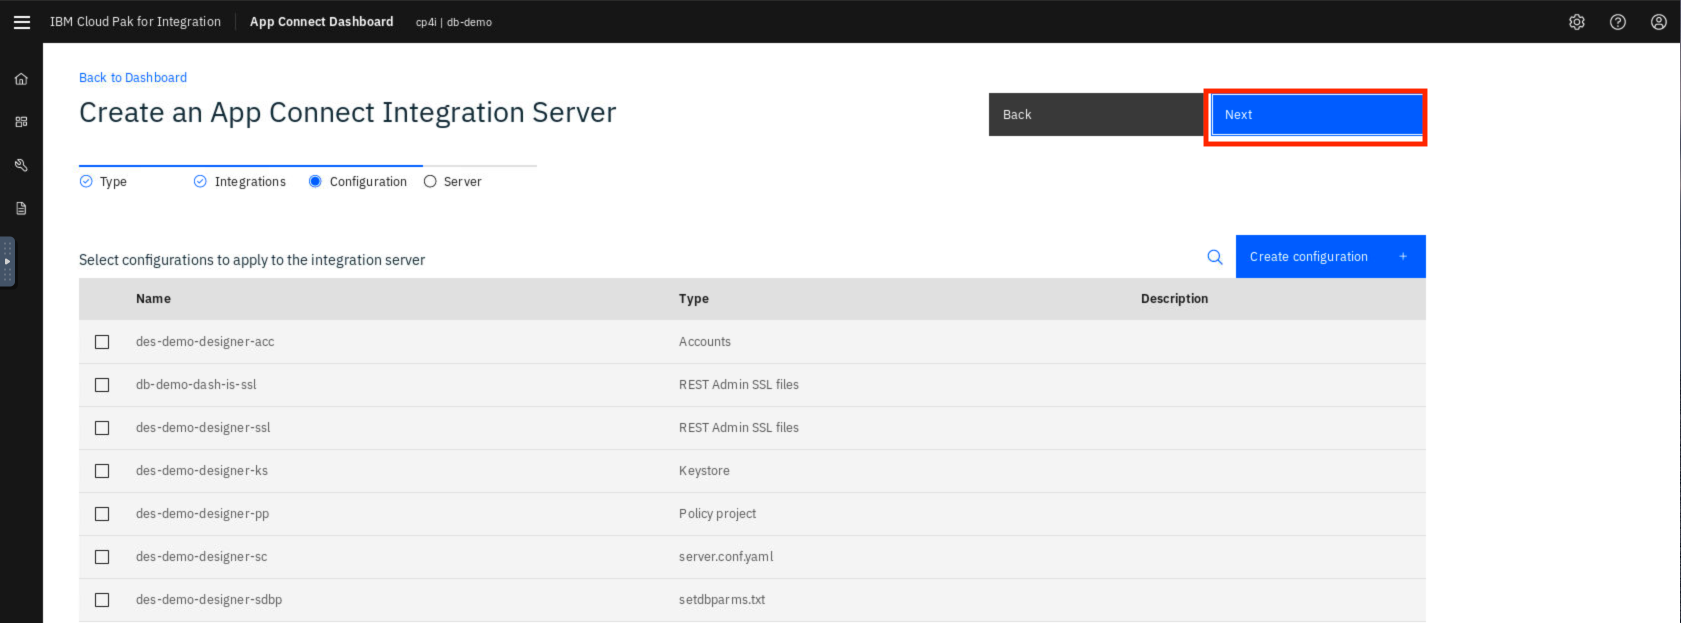 IBM Cloud Pak for Integration App Connect Dashboard cp4i | db-demo
Back to Dashboard
Create an App Connect Integration Server
Back Next
Type Integrations Configuration Server
Select configurations to apply to the integration server Create configuration +
Name Type Description
des-demo-designer-acc Accounts
db-demo-dash-is-ssl REST Admin SSL files
des-demo-designer-ssl REST Admin SSL files
des-demo-designer-ks Keystore
des-demo-designer-pp Policy project
des-demo-designer-sc server.conf.yaml
des-demo-designer-sdbp setdbparms.txt